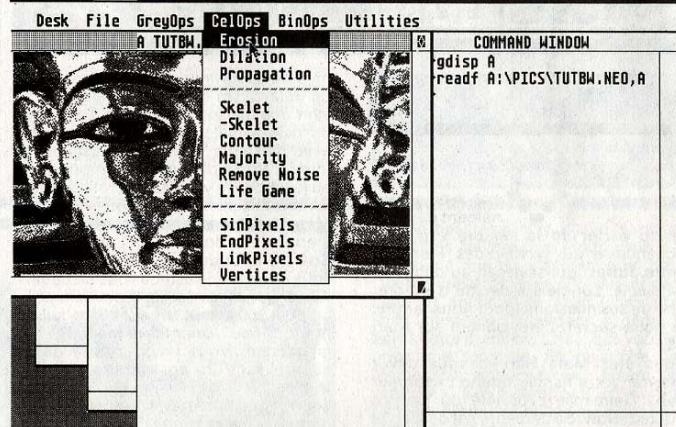 Desk File GreyOps CelOps BinOps Utilities
A TUTBW.
COMMAND WINDOW
Erosion
Dilation
Propagation
Skelet
-Skelet
Contour
Majority
Remove Noise
Life Game
SinPixels
EndPixels
LinkPixels
Vertices
gdisp A
readf A:\PICS\TUTBW.NEO,A